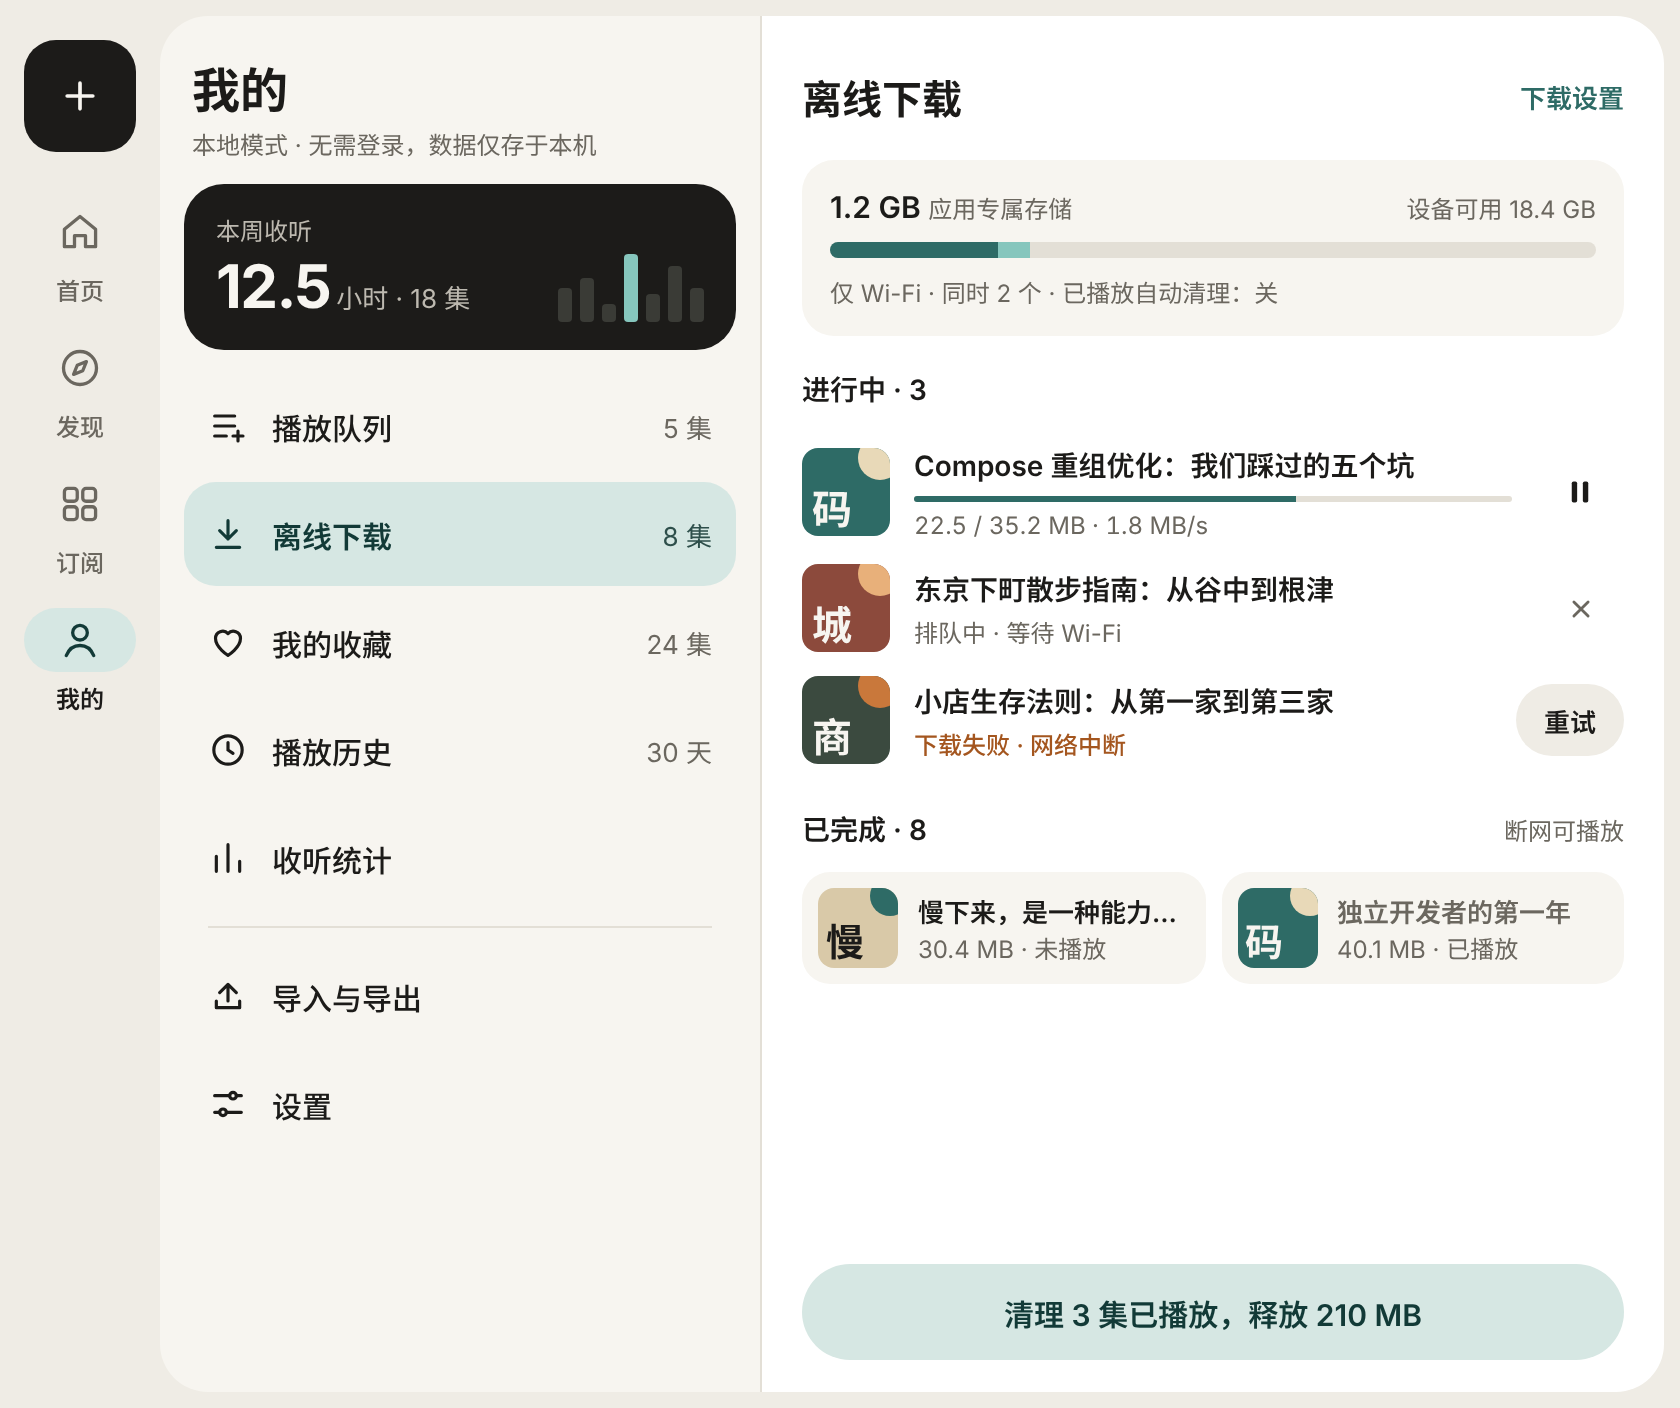 首页
发现
订阅
我的
我的
本地模式 · 无需登录，数据仅存于本机
本周收听
12.5 小时 · 18 集
播放队列 5 集
离线下载 8 集
我的收藏 24 集
播放历史 30 天
收听统计
导入与导出
设置
离线下载 下载设置
1.2 GB 应用专属存储 设备可用 18.4 GB
仅 Wi-Fi · 同时 2 个 · 已播放自动清理：关
进行中 · 3
码
Compose 重组优化：我们踩过的五个坑
22.5 / 35.2 MB · 1.8 MB/s
城
东京下町散步指南：从谷中到根津
排队中 · 等待 Wi-Fi
商
小店生存法则：从第一家到第三家
下载失败 · 网络中断
重试
已完成 · 8 断网可播放
慢
慢下来，是一种能力...
30.4 MB · 未播放
码
独立开发者的第一年
40.1 MB · 已播放
清理 3 集已播放，释放 210 MB